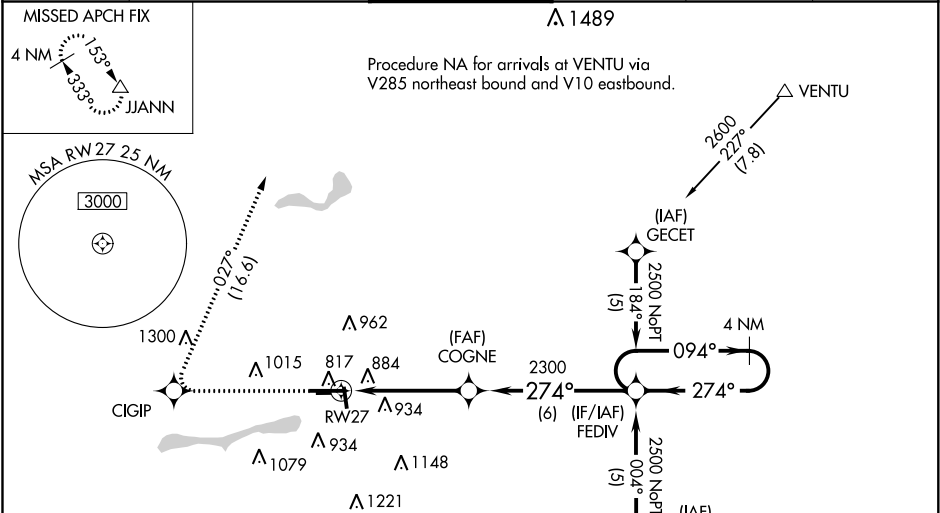 MISSED APCH FIX
4 NM
153°
333°
JJANN
1489
Procedure NA for arrivals at VENTU via
V285 northeast bound and V10 eastbound.
VENTU
2600
227°
(7.8)
MSA RW27 25 NM
3000
(IAF)
GECET
2500 NoPT
184°
(5)
027°
(16.6)
4 NM
094°
1300
962
(FAF)
COGNE
1015
817
884
2300
274°
(6)
274°
CIGIP
RW27
934
(IF/IAF)
FEDIV
934
1079
1148
2500 NoPT
004°
(5)
1221
(IAF)